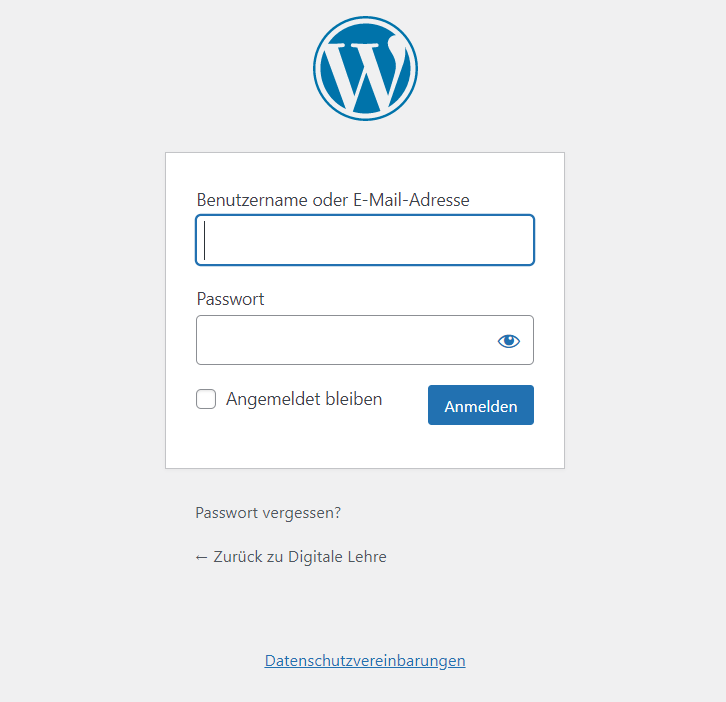 Benutzername oder E-Mail-Adresse
Passwort
Angemeldet bleiben
Anmelden
Passwort vergessen?
← Zurück zu Digitale Lehre
Datenschutzvereinbarungen